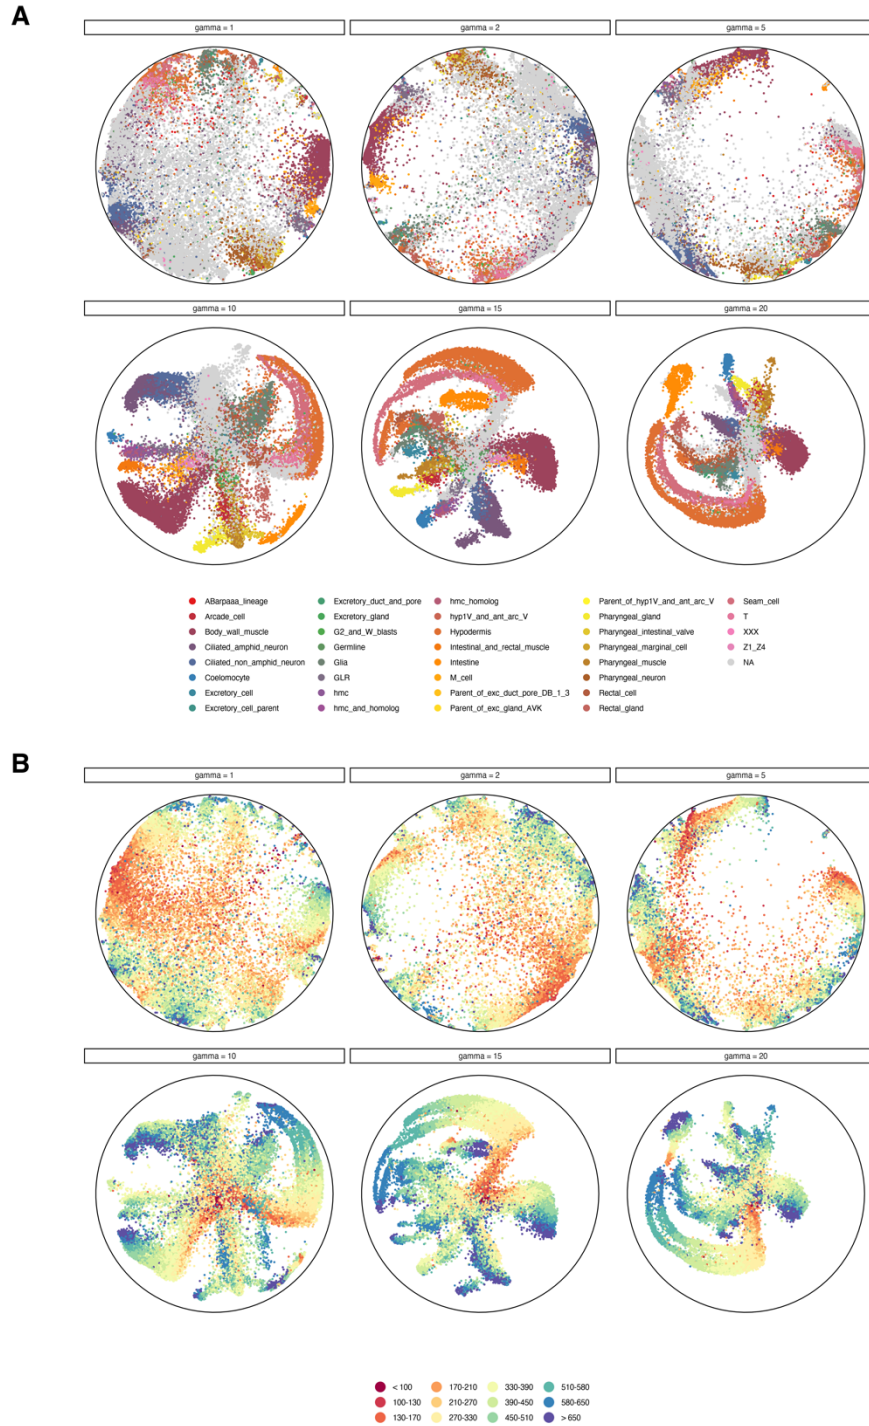 A
gamma = 1
gamma = 2
gamma = 5
gamma = 10
gamma = 15
gamma = 20
ABarpaaa_lineage
Arcade_cell
Body_wall_muscle
Ciliated_amphid_neuron
Ciliated_non_amphid_neuron
Coelomocyte
Excretory_cell
Excretory_cell_parent
Excretory_duct_and_pore
Excretory_gland
G2_and_W_blasts
Germline
Glia
GLR
hmc
hmc_and_homolog
hmc_homolog
hyp1V_and_ant_arc_V
Hypodermis
Intestinal_and_rectal_muscle
Intestine
M_cell
Parent_of_exc_duct_pore_DB_1_3
Parent_of_exc_gland_AVK
Parent_of_hyp1V_and_ant_arc_V
Pharyngeal_gland
Pharyngeal_intestinal_valve
Pharyngeal_marginal_cell
Pharyngeal_muscle
Pharyngeal_neuron
Rectal_cell
Rectal_gland
Seam_cell
T
XXX
Z1_Z4
NA
B
gamma = 1
gamma = 2
gamma = 5
gamma = 10
gamma = 15
gamma = 20
< 100
100-130
130-170
170-210
210-270
270-330
330-390
390-450
450-510
510-580
580-650
> 650